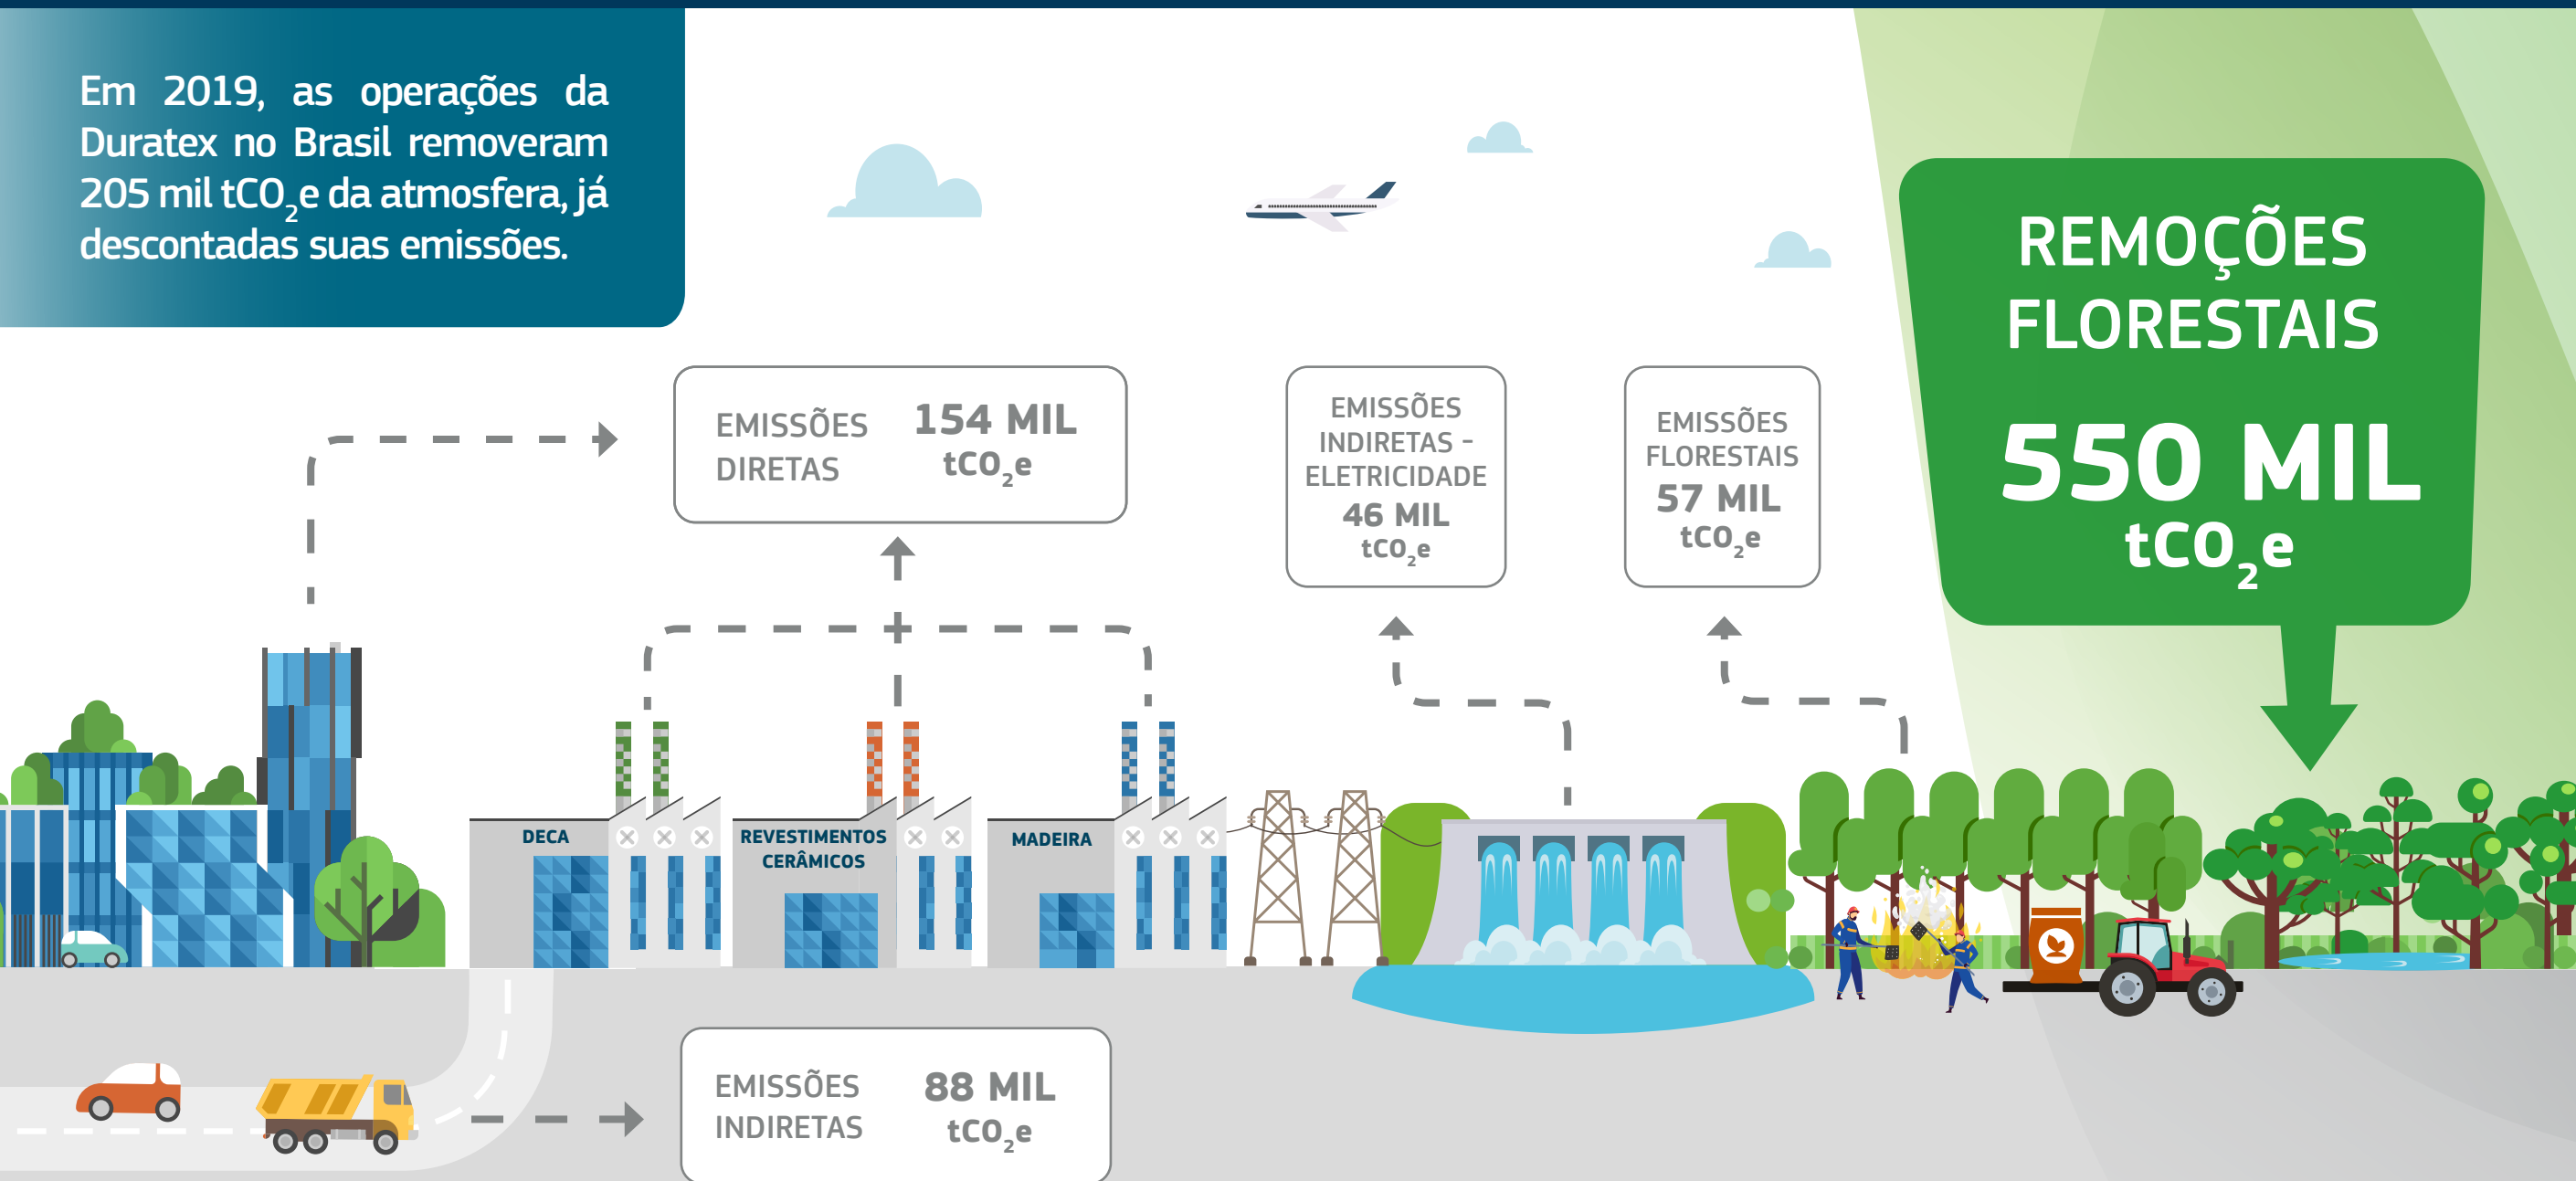 Em 2019, as operações da
Duratex no Brasil removeram
205 mil tCO₂e da atmosfera, já
descontadas suas emissões.
REMOÇÕES
FLORESTAIS
550 MIL
tCO₂e
EMISSÕES
DIRETAS
154 MIL
tCO₂e
EMISSÕES
INDIRETAS -
ELETRICIDADE
46 MIL
tCO₂e
EMISSÕES
FLORESTAIS
57 MIL
tCO₂e
DECA
REVESTIMENTOS
CERÂMICOS
MADEIRA
EMISSÕES
INDIRETAS
88 MIL
tCO₂e